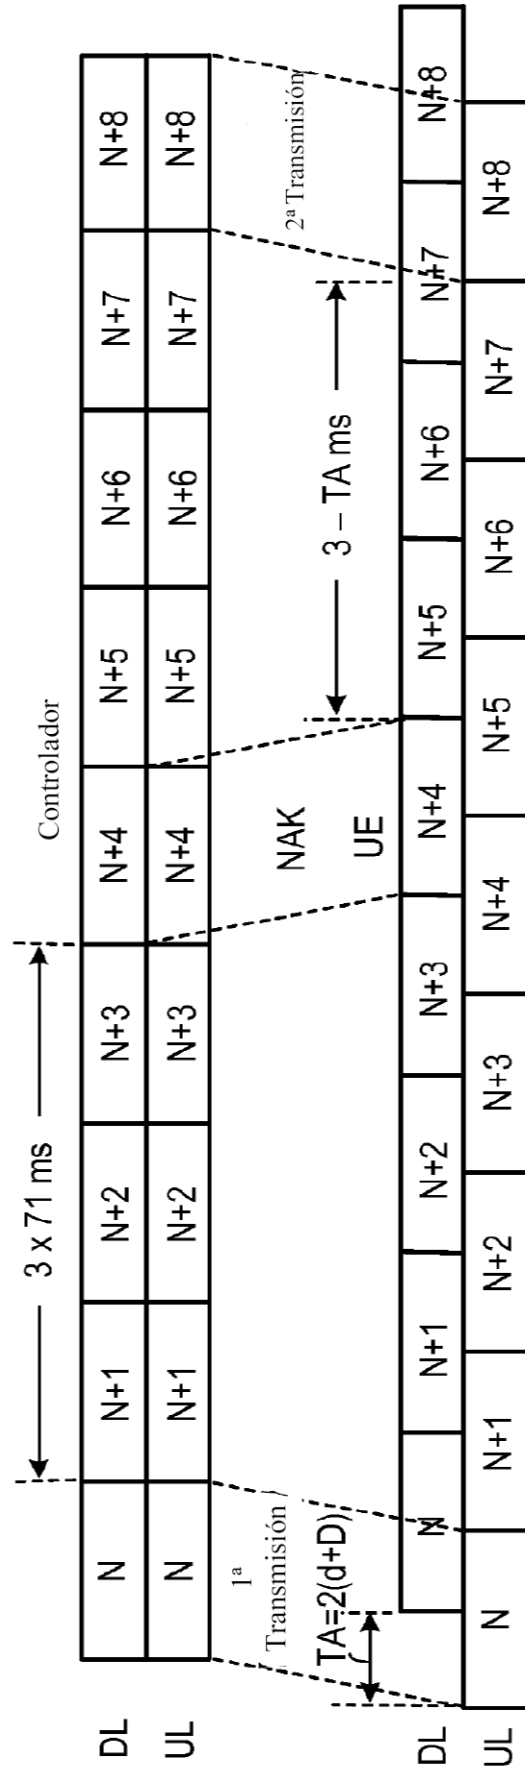 3 x 71 ms
Controlador
DL N N+1 N+2 N+3 N+4 N+5 N+6 N+7 N+8
UL N N+1 N+2 N+3 N+4 N+5 N+6 N+7 N+8
1ª
Transmisión
NAK
2ª Transmisión
TA=2(d+D)
3 – TA ms
UE
DL N N+1 N+2 N+3 N+4 N+5 N+6 N+7 N+8
UL N N+1 N+2 N+3 N+4 N+5 N+6 N+7 N+8